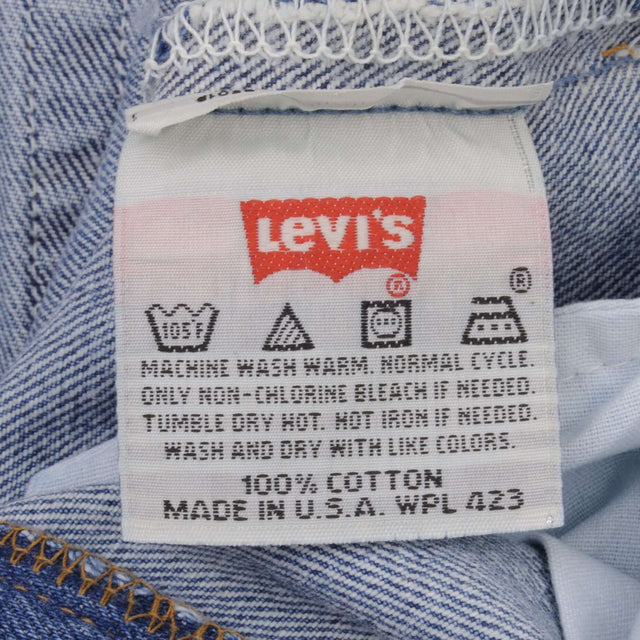 LEVI'S
®
®
105F
MACHINE WASH WARM. NORMAL CYCLE.
ONLY NON-CHLORINE BLEACH IF NEEDED.
TUMBLE DRY HOT. HOT IRON IF NEEDED.
WASH AND DRY WITH LIKE COLORS.
100% COTTON
MADE IN U.S.A. WPL 423